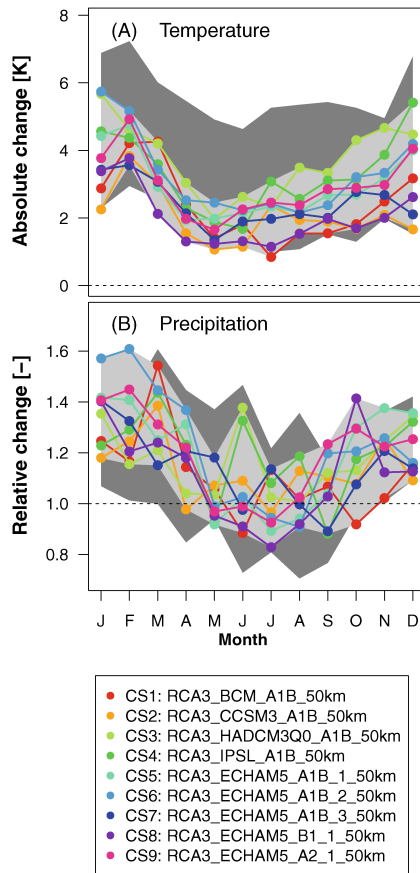 (A) Temperature
Absolute change [K]
8
6
4
2
0
(B) Precipitation
Relative change [–]
1.6
1.4
1.2
1.0
0.8
J F M A M J J A S O N D
Month
CS1: RCA3_BCM_A1B_50km
CS2: RCA3_CCSM3_A1B_50km
CS3: RCA3_HADCM3Q0_A1B_50km
CS4: RCA3_IPSL_A1B_50km
CS5: RCA3_ECHAM5_A1B_1_50km
CS6: RCA3_ECHAM5_A1B_2_50km
CS7: RCA3_ECHAM5_A1B_3_50km
CS8: RCA3_ECHAM5_B1_1_50km
CS9: RCA3_ECHAM5_A2_1_50km